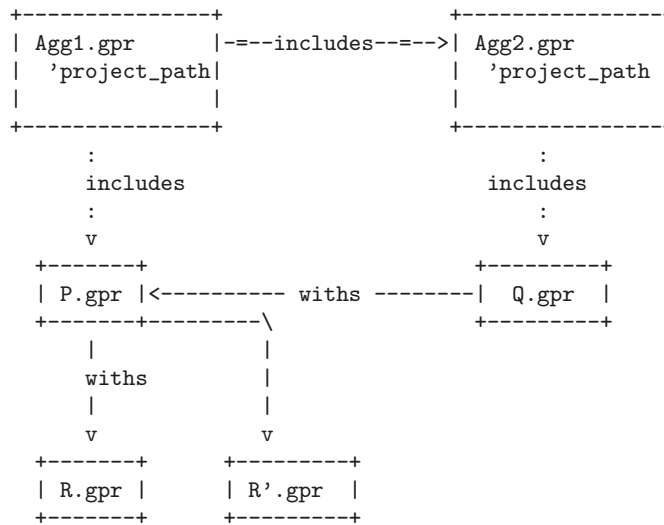 +---------------+ +-----------------
| Agg1.gpr |-=--includes--=-->| Agg2.gpr
| ’project_path| | ’project_path
| | |
+---------------+ +-----------------
: :
includes includes
: :
v v
+-------+ +---------+
| P.gpr |<---------- withs --------| Q.gpr |
+-------+---------\ +---------+
| |
withs |
| |
v v
+-------+ +---------+
| R.gpr | | R’.gpr |
+-------+ +---------+